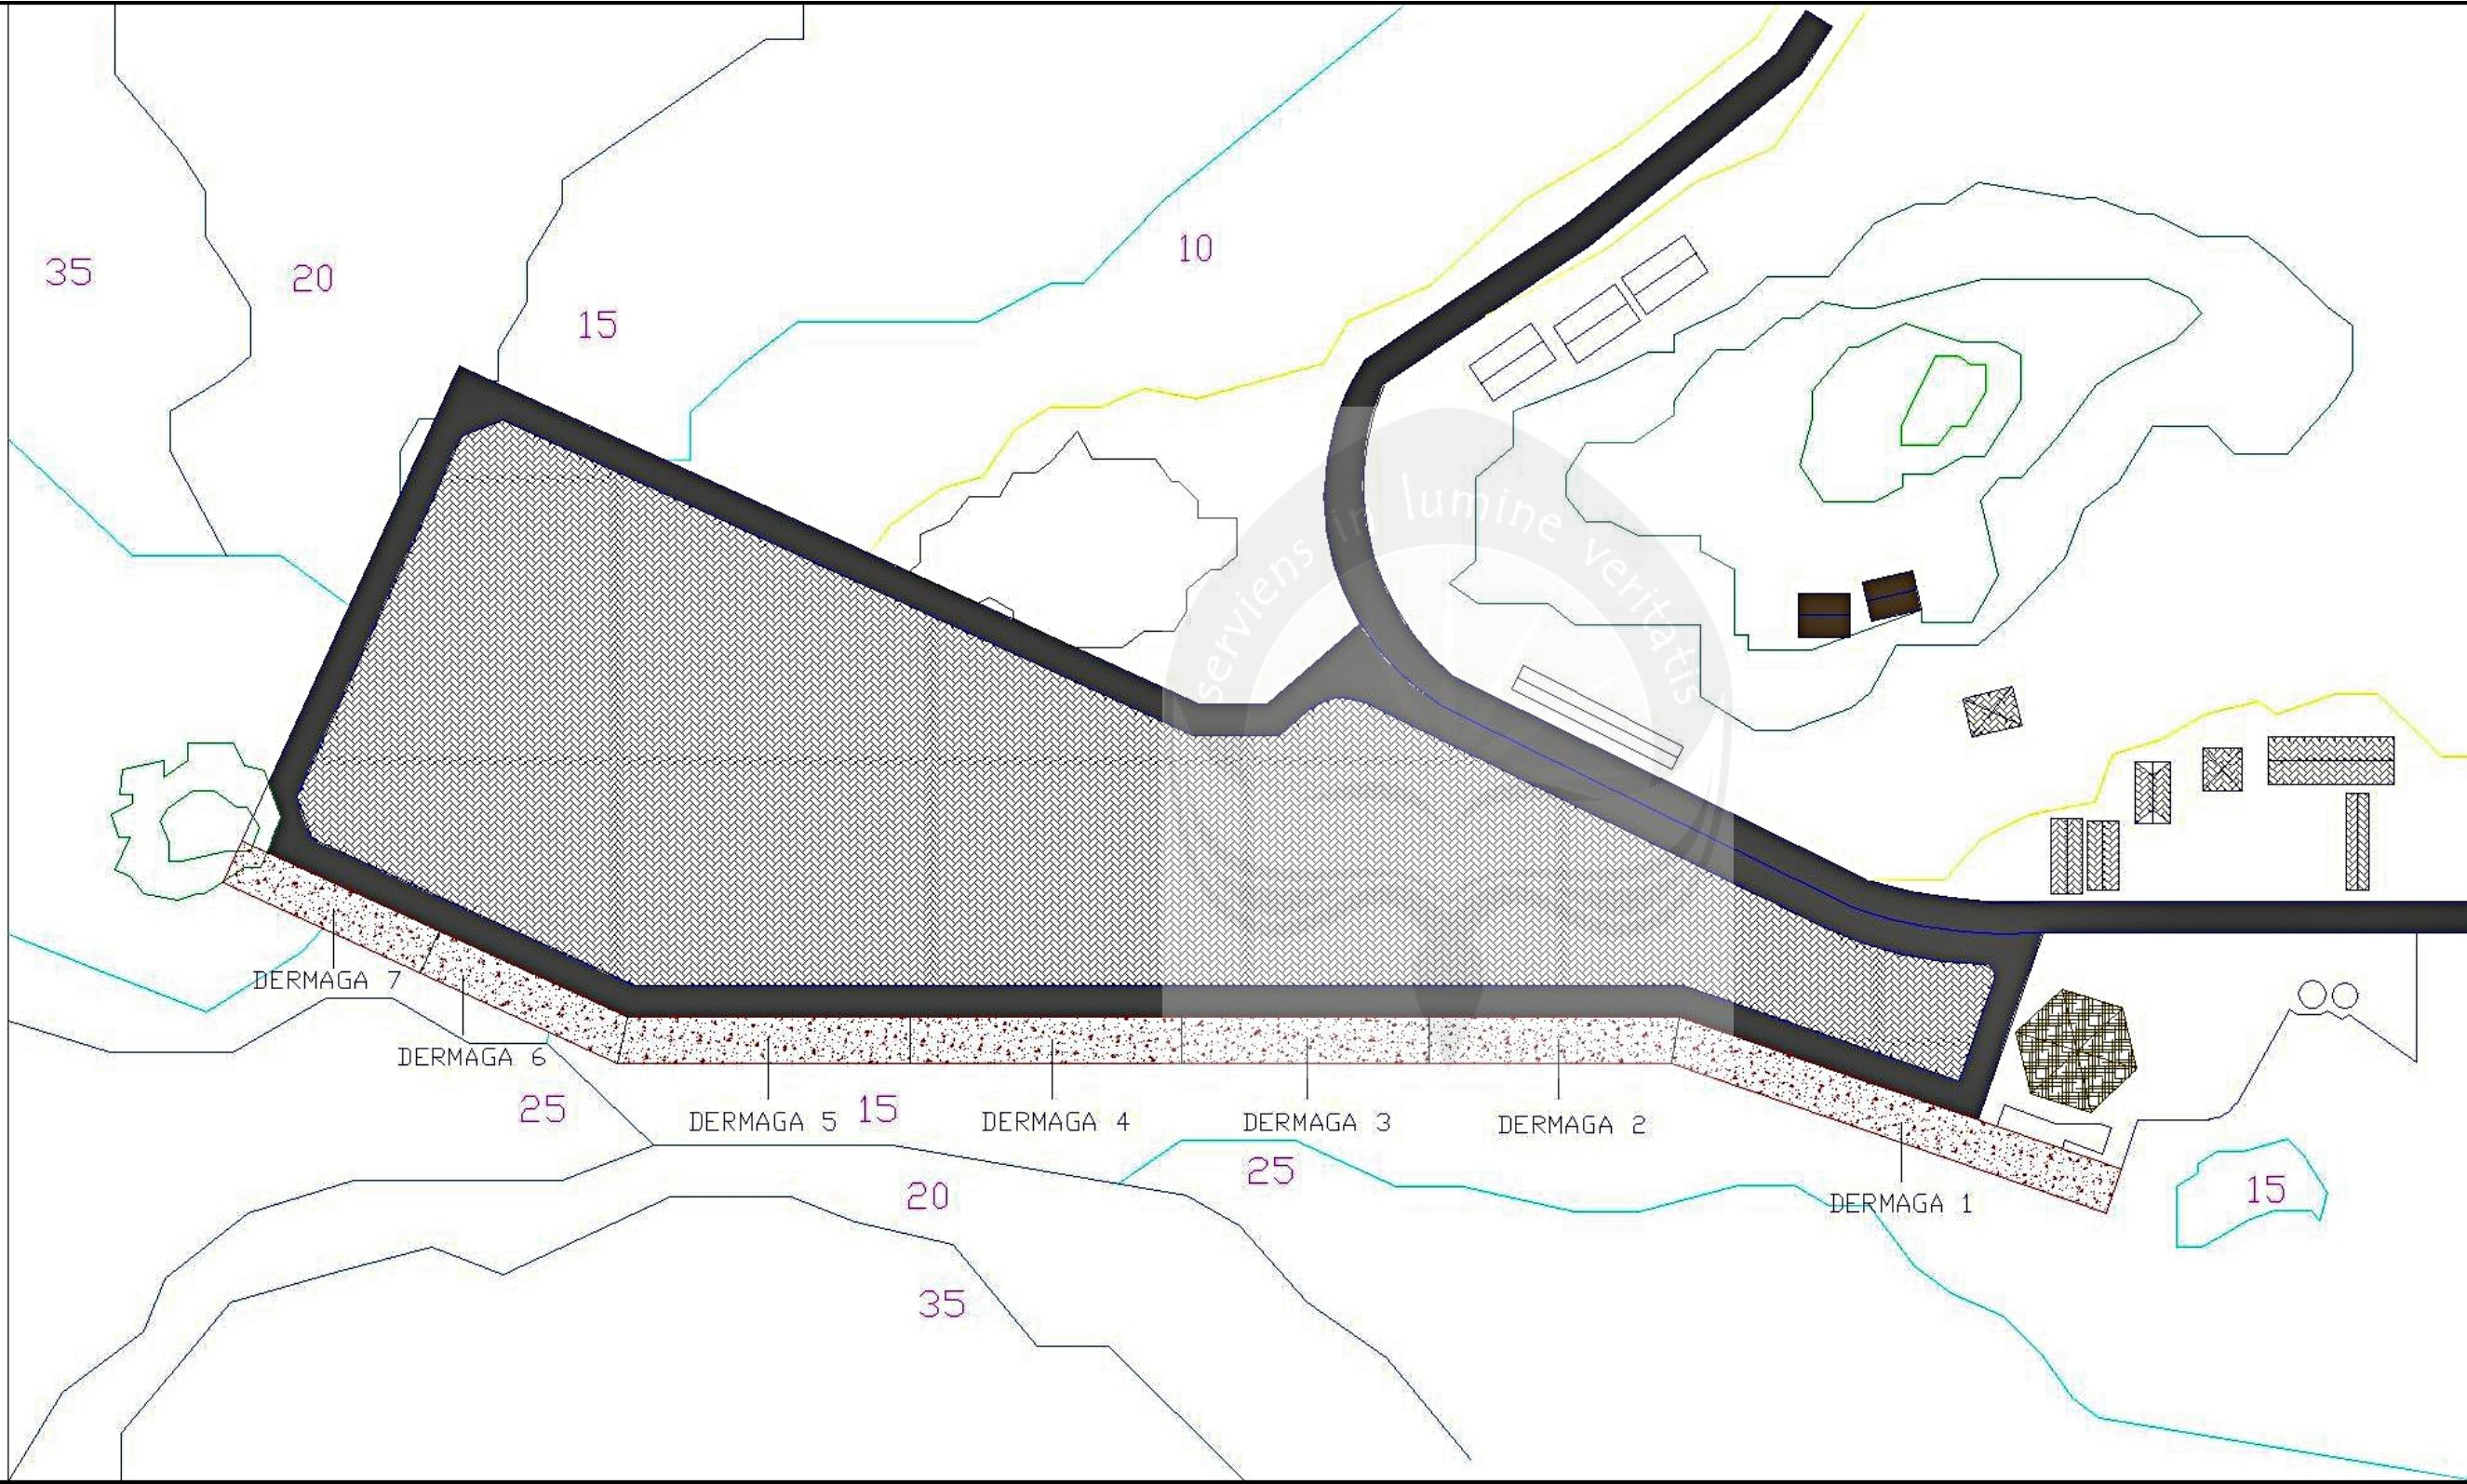 10
35
20
15
serviens in lumine veritatis
DERMAGA 7
DERMAGA 6
25
DERMAGA 5
15
DERMAGA 4
DERMAGA 3
DERMAGA 2
25
20
DERMAGA 1
15
35